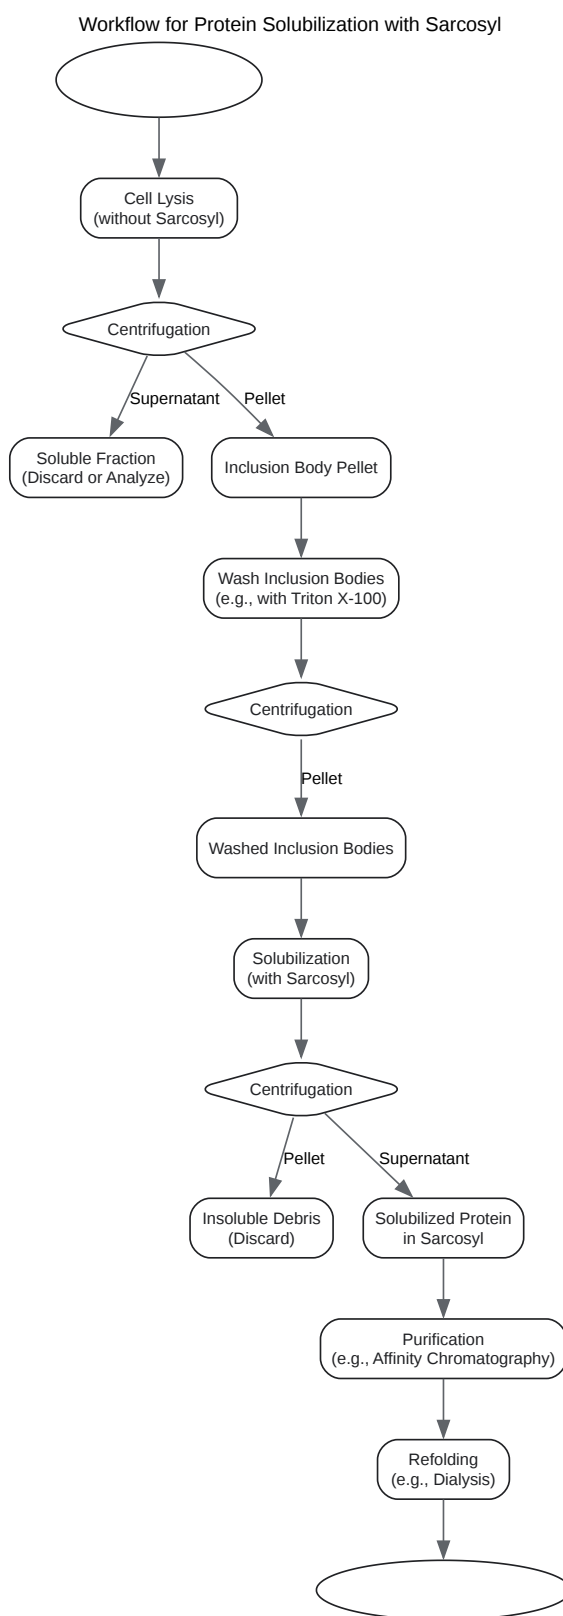 Workflow for Protein Solubilization with Sarcosyl
Cell Lysis
(without Sarcosyl)
Centrifugation
Supernatant
Pellet
Soluble Fraction
(Discard or Analyze)
Inclusion Body Pellet
Wash Inclusion Bodies
(e.g., with Triton X-100)
Centrifugation
Pellet
Washed Inclusion Bodies
Solubilization
(with Sarcosyl)
Centrifugation
Pellet
Supernatant
Insoluble Debris
(Discard)
Solubilized Protein
in Sarcosyl
Purification
(e.g., Affinity Chromatography)
Refolding
(e.g., Dialysis)